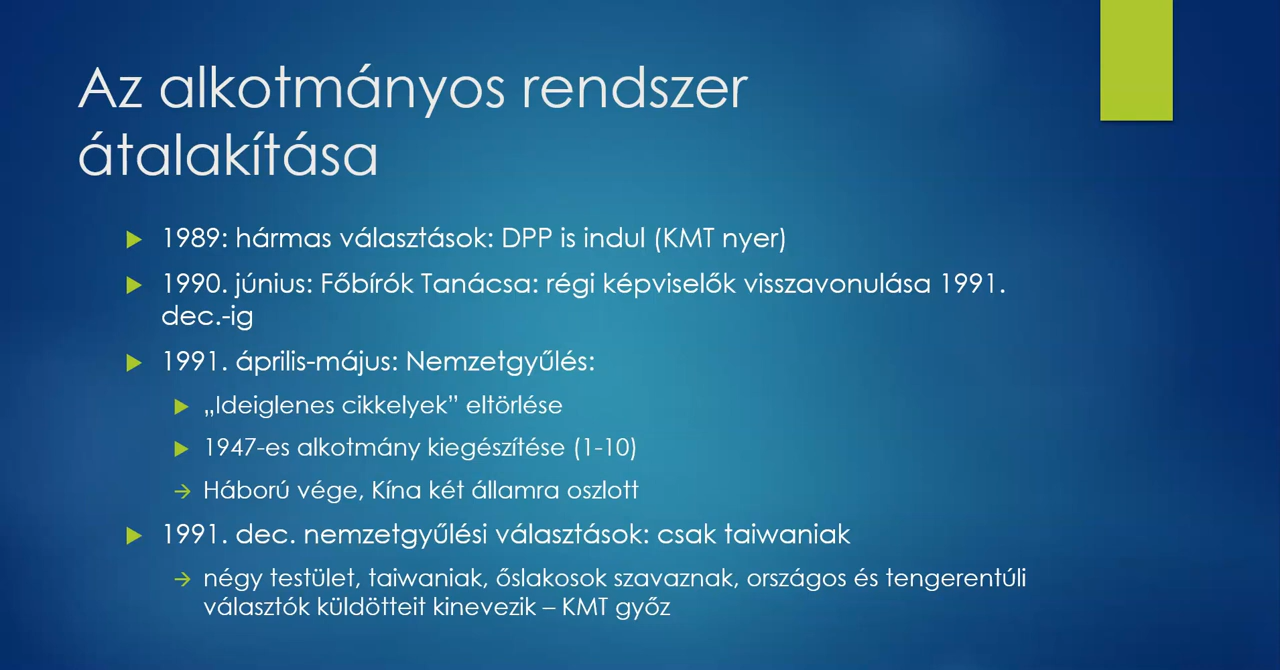 Az alkotmányos rendszer
átalakítása
1989: hármas választások: DPP is indul (KMT nyer)
1990. június: Főbírók Tanácsa: régi képviselők visszavonulása 1991.
dec.-ig
1991. április-május: Nemzetgyűlés:
„Ideiglenes cikkelyek” eltörlése
1947-es alkotmány kiegészítése (1-10)
→ Háború vége, Kína két államra oszlott
1991. dec. nemzetgyűlési választások: csak taiwaniak
→ négy testület, taiwaniak, őslakosok szavaznak, országos és tengerentúli
választók küldötteit kinevezik – KMT győz